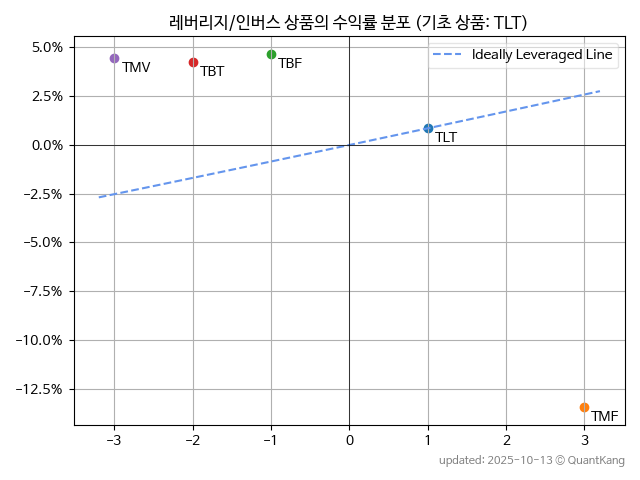 레버리지/인버스 상품의 수익률 분포 (기초 상품: TLT)
5.0%
2.5%
0.0%
−2.5%
−5.0%
−7.5%
−10.0%
−12.5%
Ideally Leveraged Line
TMV
TBT
TBF
TLT
TMF
−3
−2
−1
0
1
2
3
updated: 2025-10-13 © QuantKang